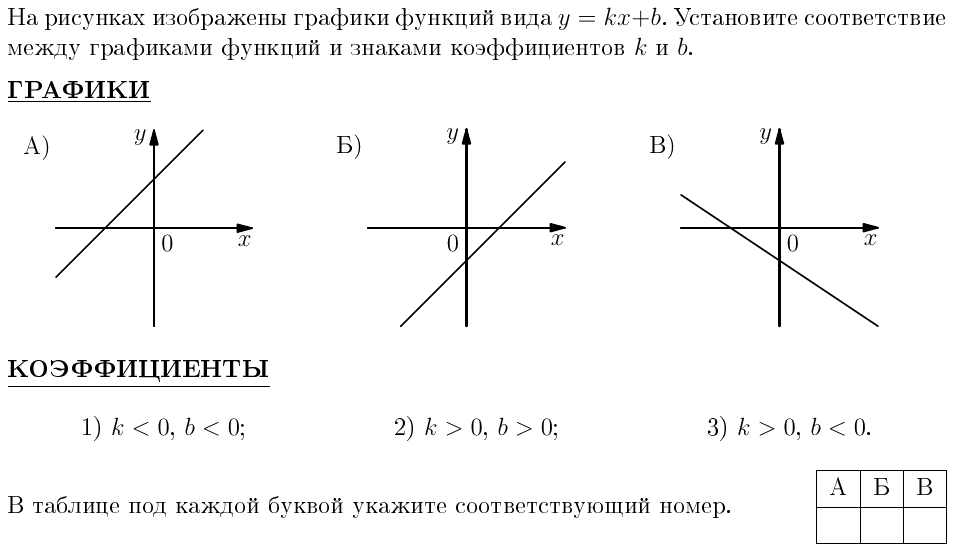 На рисунках изображены графики функций вида y = kx+b. Установите соответствие
между графиками функций и знаками коэффициентов k и b.
ГРАФИКИ
А) y 0 x
Б) y 0 x
В) y 0 x
КОЭФФИЦИЕНТЫ
1) k < 0, b < 0; 2) k > 0, b > 0; 3) k > 0, b < 0.
В таблице под каждой буквой укажите соответствующий номер.
А Б В